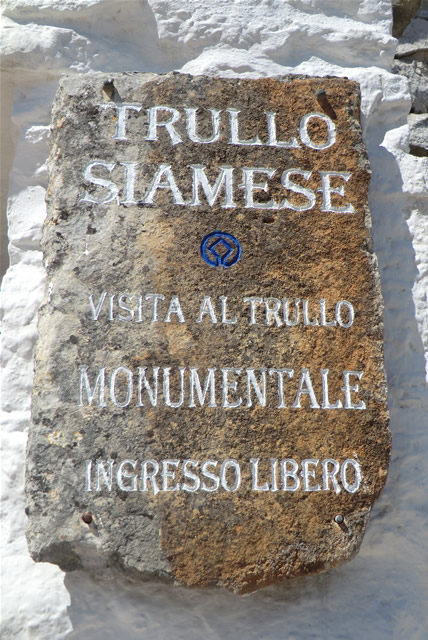 TRULLO
SIAMESE
VISITA AL TRULLO
MONUMENTALE
INGRESSO LIBERO